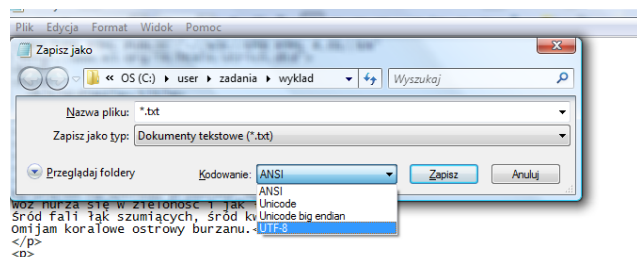 Plik Edycja Format Widok Pomoc
Zapisz jako
« OS (C:) user zadania wyklad Wyszukaj
Nazwa pliku: *.txt
Zapisz jako typ: Dokumenty tekstowe (*.txt)
Przeglądaj foldery Kodowanie: ANSI Zapisz Anuluj
ANSI
Unicode
Unicode big endian
UTF-8
wóz nurza się w zieloność i jak
Śród fali łąk szumiących, śród
Omijam koralowe ostrowy burzanu.
</p>
<p>